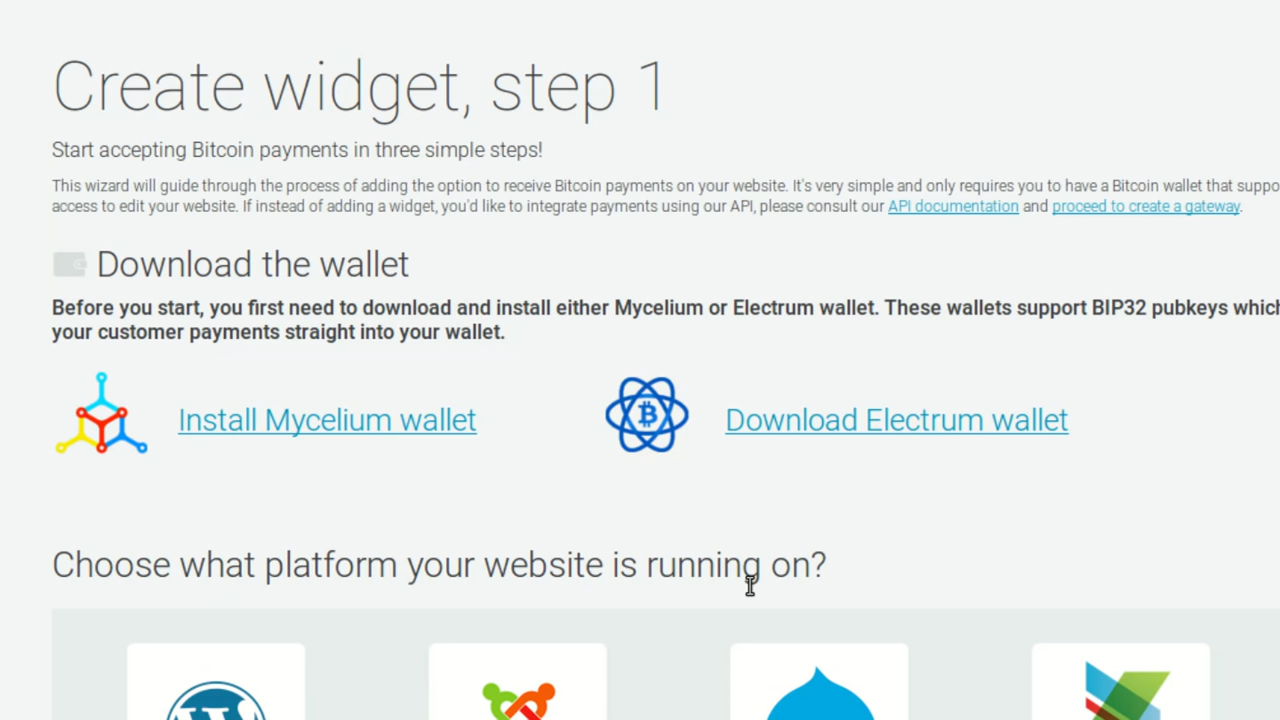 Create widget, step 1
Start accepting Bitcoin payments in three simple steps!
This wizard will guide through the process of adding the option to receive Bitcoin payments on your website. It's very simple and only requires you to have a Bitcoin wallet that
access to edit your website. If instead of adding a widget, you'd like to integrate payments using our API, please consult our API documentation and proceed to create a gateway.
Download the wallet
Before you start, you first need to download and install either Mycelium or Electrum wallet. These wallets support BIP32 pubkeys which
your customer payments straight into your wallet.
Install Mycelium wallet
Download Electrum wallet
Choose what platform your website is running on?